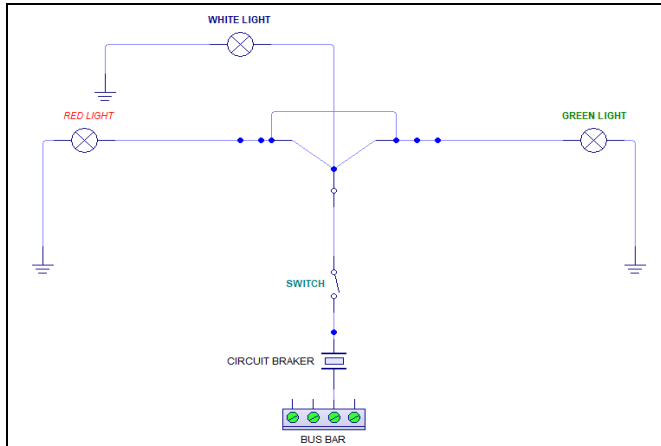 WHITE LIGHT
RED LIGHT
GREEN LIGHT
SWITCH
CIRCUIT BRAKER
BUS BAR